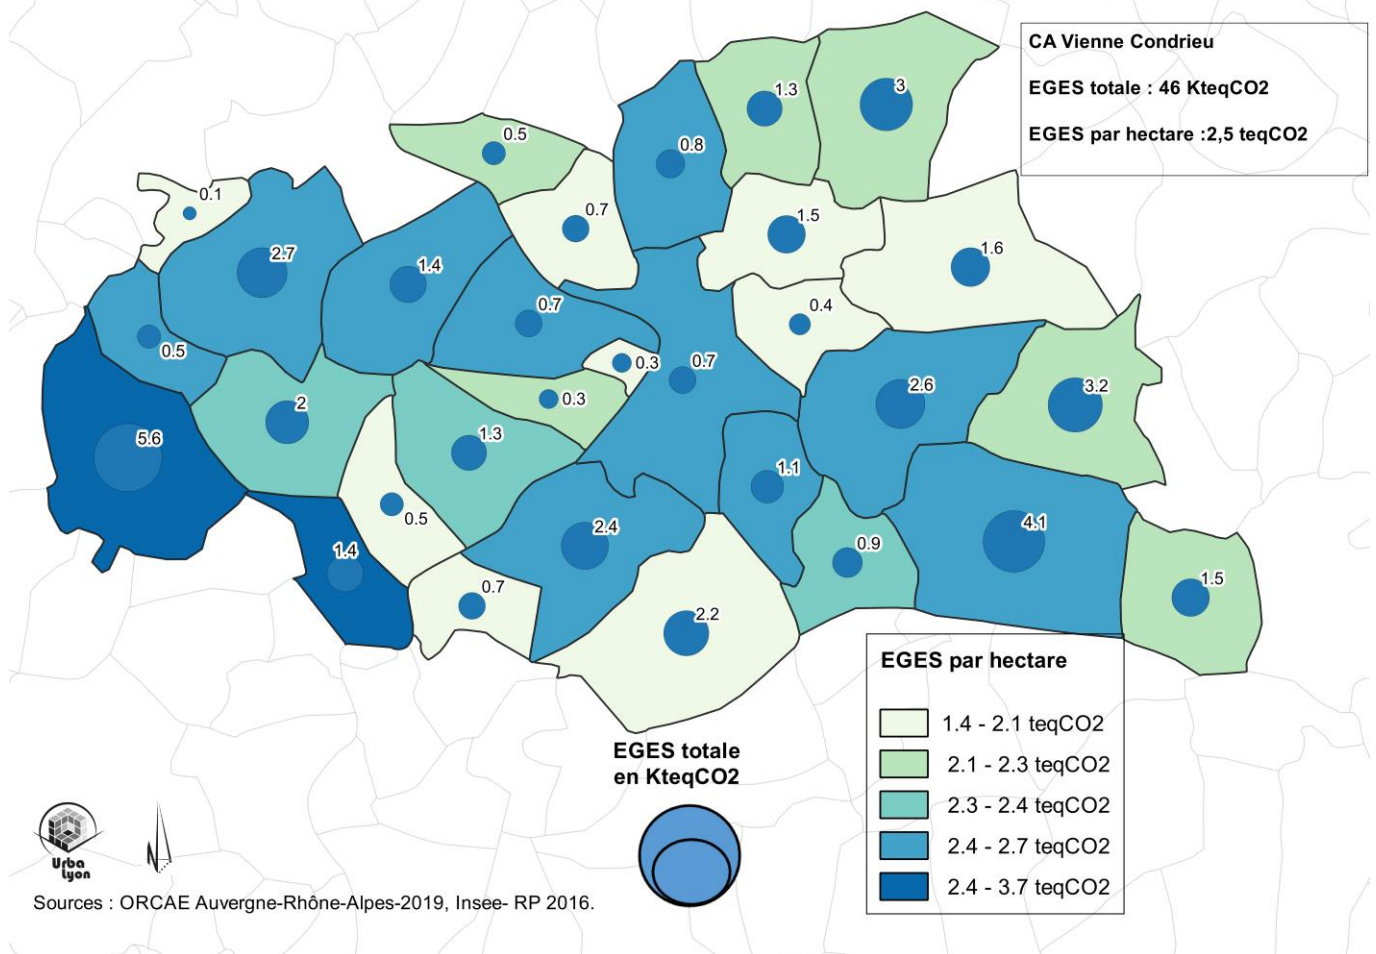 CA Vienne Condrieu
EGES totale : 46 KteqCO2
EGES par hectare :2,5 teqCO2
3
1.3
0.5
0.8
0.1
0.7
1.5
1.6
2.7
1.4
0.7
0.4
0.5
0.3
0.7
2.6
3.2
0.3
2
1.3
5.6
1.1
0.5
2.4
4.1
1.4
0.9
0.7
1.5
2.2
EGES par hectare
1.4 - 2.1 teqCO2
2.1 - 2.3 teqCO2
2.3 - 2.4 teqCO2
2.4 - 2.7 teqCO2
2.4 - 3.7 teqCO2
EGES totale
en KteqCO2
Urba
Lyon
N
Sources : ORCAE Auvergne-Rhône-Alpes-2019, Insee- RP 2016.